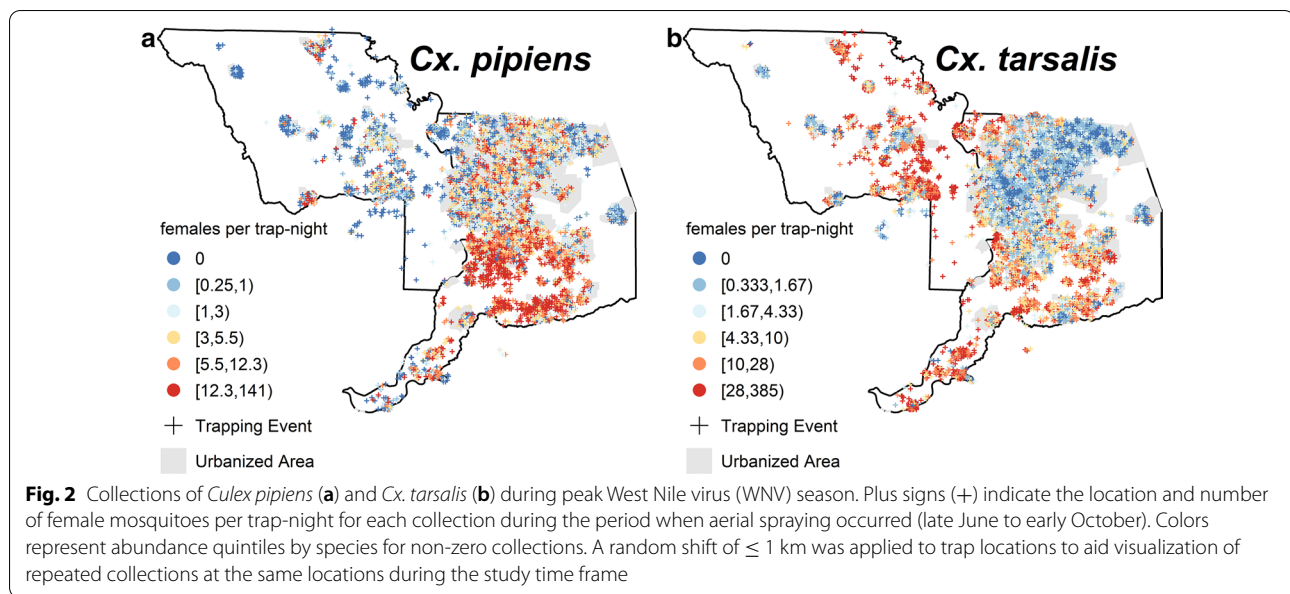 a
Cx. pipiens
females per trap-night
0
[0.25,1)
[1,3)
[3,5.5)
[5.5,12.3)
[12.3,141)
+ Trapping Event
Urbanized Area
b
Cx. tarsalis
females per trap-night
0
[0.333,1.67)
[1.67,4.33)
[4.33,10)
[10,28)
[28,385)
+ Trapping Event
Urbanized Area
Fig. 2 Collections of Culex pipiens (a) and Cx. tarsalis (b) during peak West Nile virus (WNV) season. Plus signs (+) indicate the location and number
of female mosquitoes per trap-night for each collection during the period when aerial spraying occurred (late June to early October). Colors
represent abundance quintiles by species for non-zero collections. A random shift of ≤ 1 km was applied to trap locations to aid visualization of
repeated collections at the same locations during the study time frame